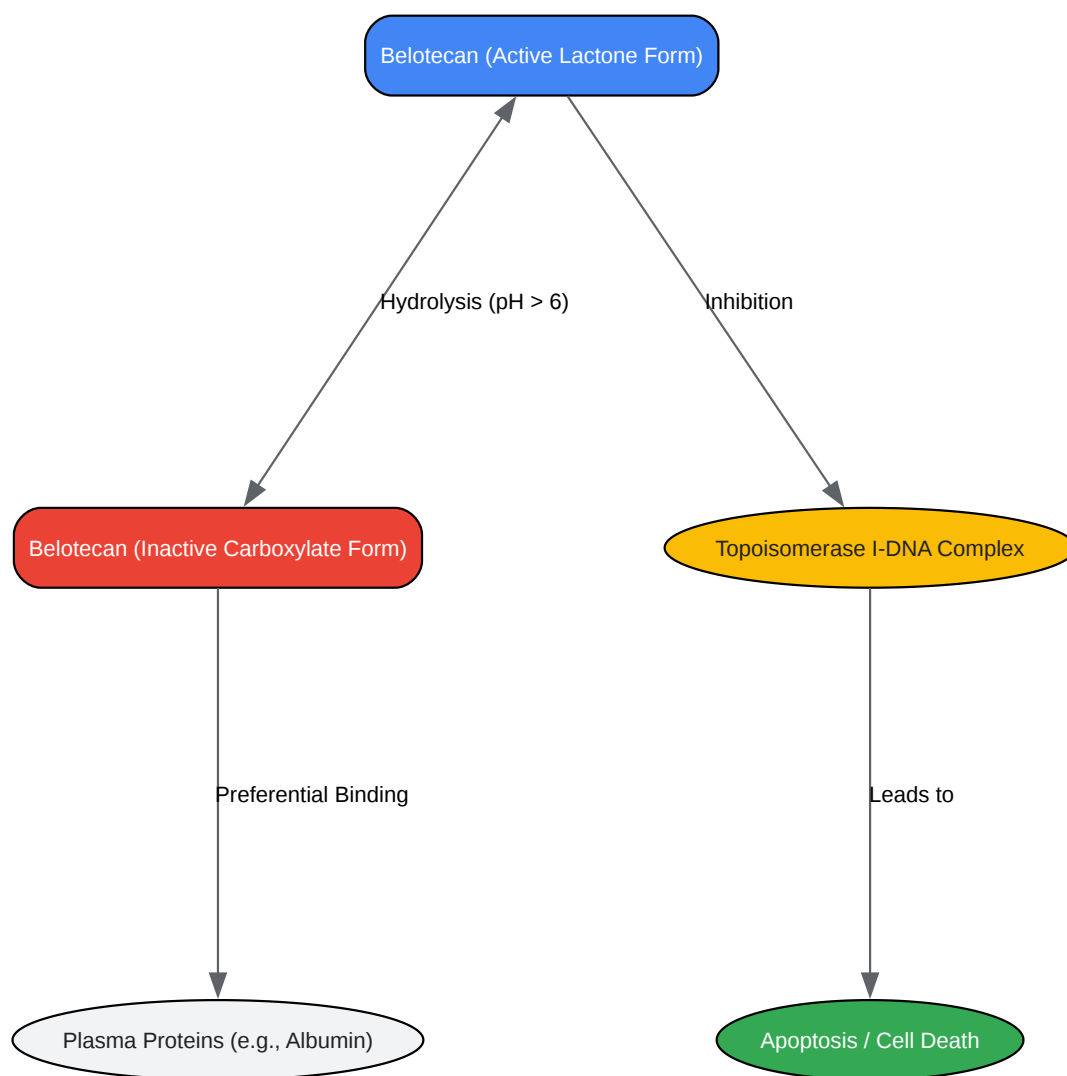 Belotecan (Active Lactone Form)
Hydrolysis (pH > 6)
Inhibition
Belotecan (Inactive Carboxylate Form)
Topoisomerase I-DNA Complex
Preferential Binding
Leads to
Plasma Proteins (e.g., Albumin)
Apoptosis / Cell Death